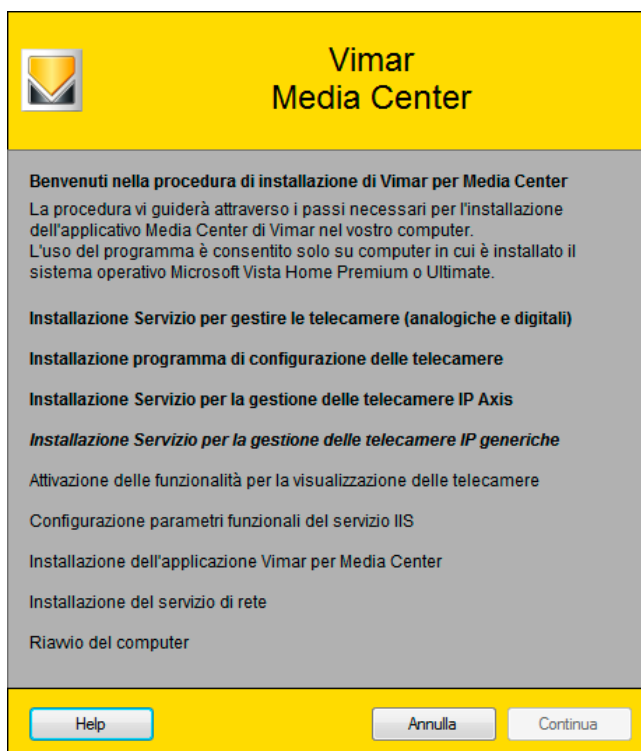 Vimar
Media Center
Benvenuti nella procedura di installazione di Vimar per Media Center
La procedura vi guiderà attraverso i passi necessari per l'installazione
dell'applicativo Media Center di Vimar nel vostro computer.
L'uso del programma è consentito solo su computer in cui è installato il
sistema operativo Microsoft Vista Home Premium o Ultimate.
Installazione Servizio per gestire le telecamere (analogiche e digitali)
Installazione programma di configurazione delle telecamere
Installazione Servizio per la gestione delle telecamere IP Axis
Installazione Servizio per la gestione delle telecamere IP generiche
Attivazione delle funzionalità per la visualizzazione delle telecamere
Configurazione parametri funzionali del servizio IIS
Installazione dell'applicazione Vimar per Media Center
Installazione del servizio di rete
Riavvio del computer
Help
Annulla
Continua